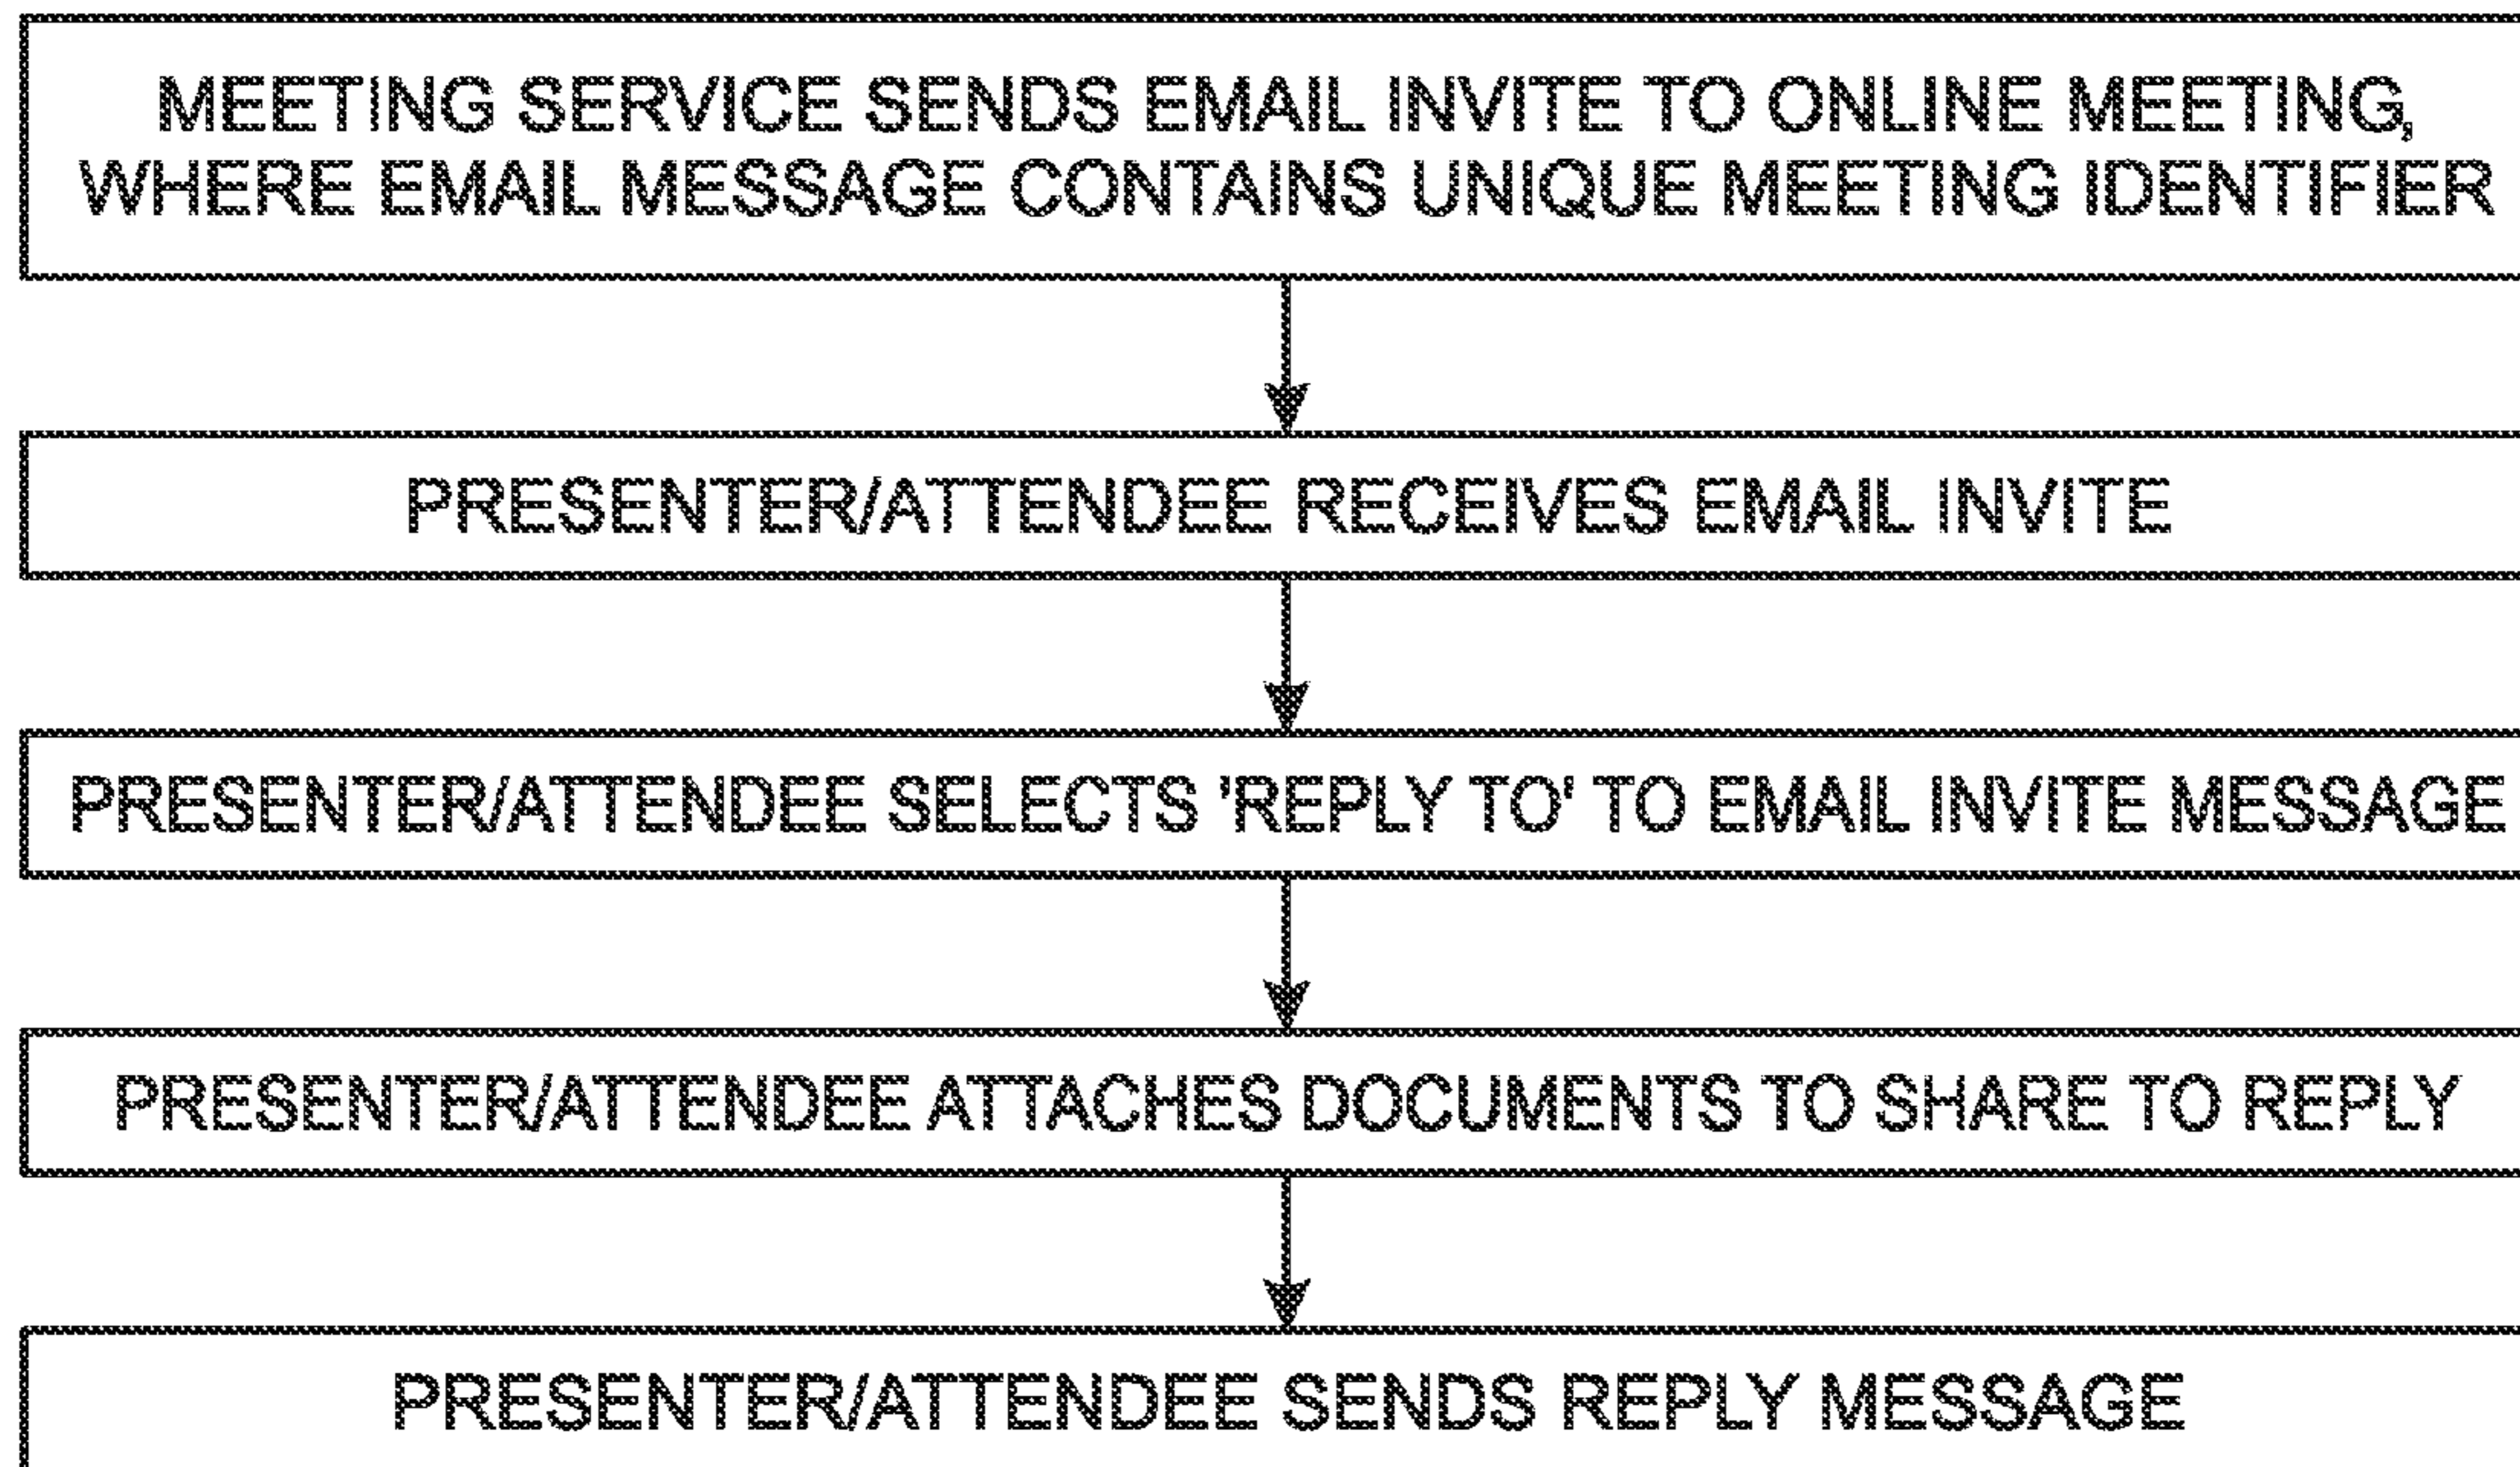 MEETING SERVICE SENDS EMAIL INVITE TO ONLINE MEETING,
WHERE EMAIL MESSAGE CONTAINS UNIQUE MEETING IDENTIFIER
PRESENTER/ATTENDEE RECEIVES EMAIL INVITE
PRESENTER/ATTENDEE SELECTS 'REPLY TO' TO EMAIL INVITE MESSAGE
PRESENTER/ATTENDEE ATTACHES DOCUMENTS TO SHARE TO REPLY
PRESENTER/ATTENDEE SENDS REPLY MESSAGE